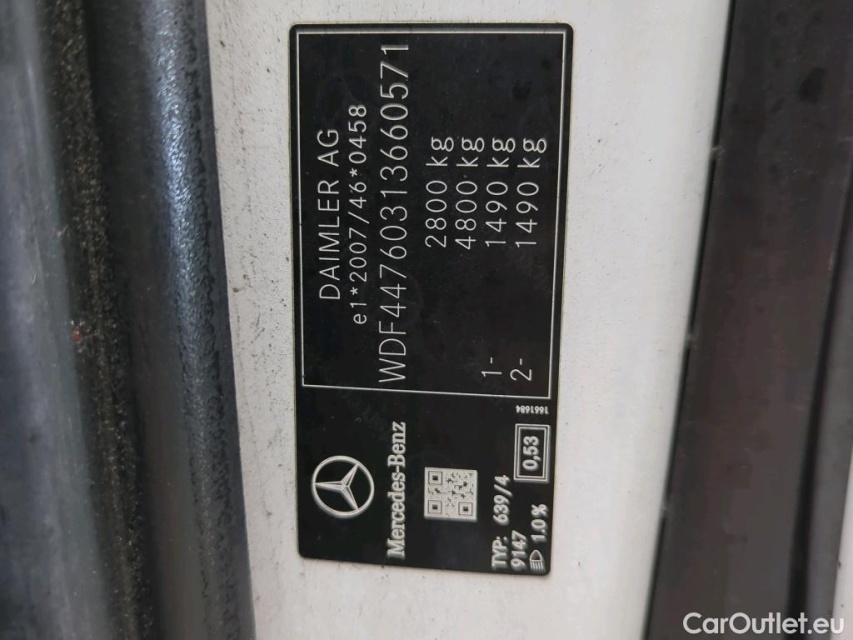 DAIMLER AG
e1*2007/46*0458
WDF44760313660571
2800 kg
4800 kg
1- 1490 kg
2- 1490 kg
Mercedes-Benz
TYP: 639/4
9147
1.0 %
0,53
1661684
CarOutlet.eu